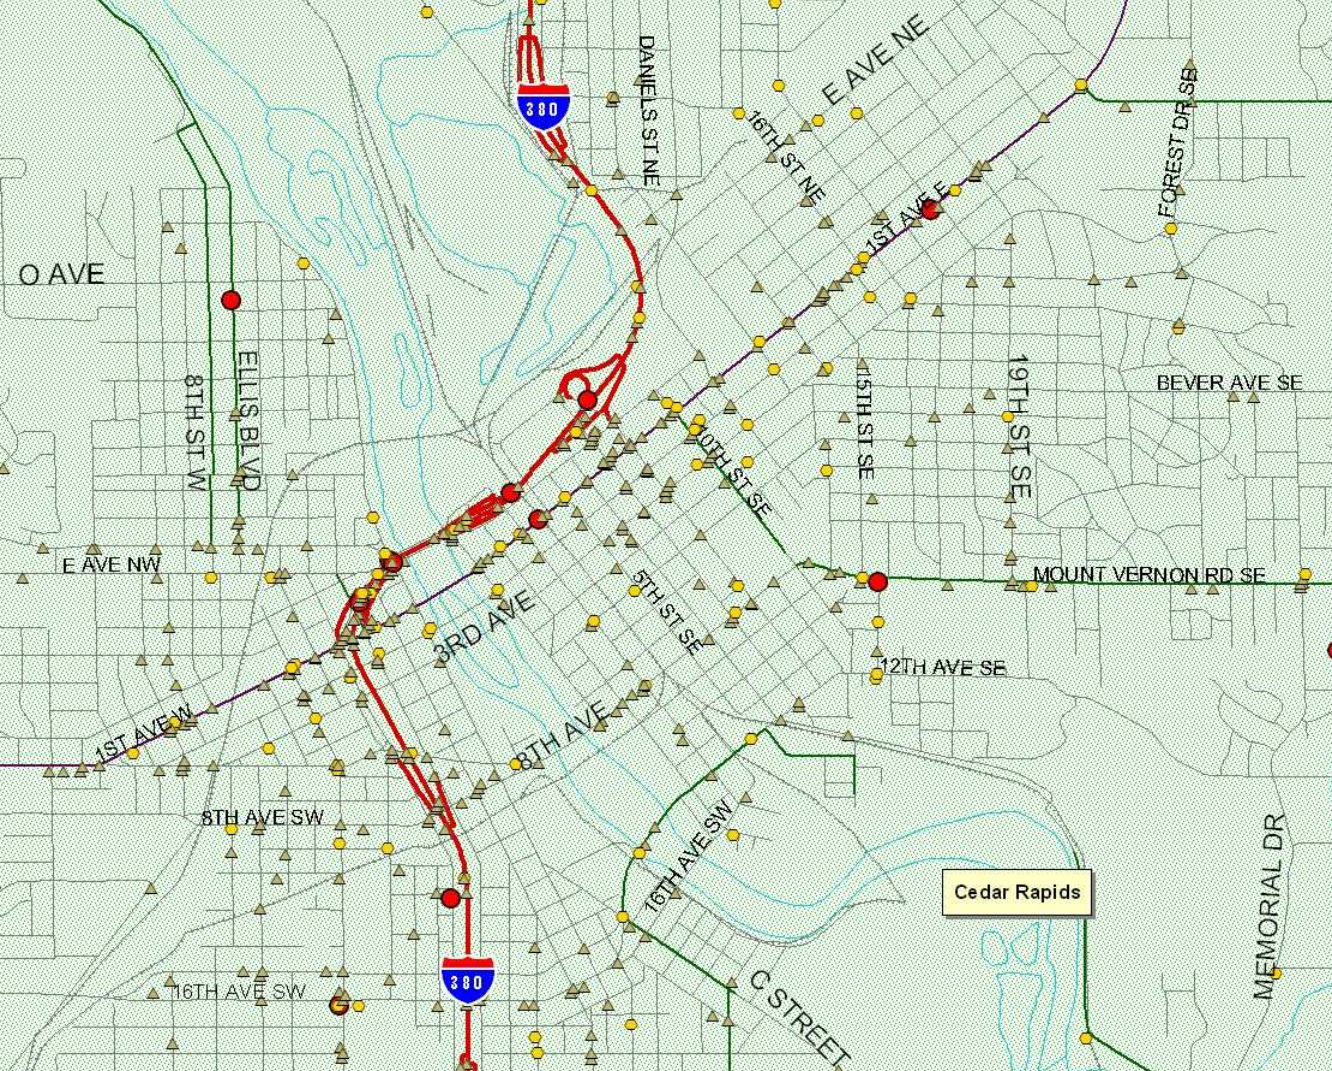 DANIELS ST NE
E AVE NE
380
16TH ST NE
FOREST DR SE
1ST AVE E
O AVE
8TH ST W
ELLIS BLVD
15TH ST SE
19TH ST SE
BEVER AVE SE
10TH ST SE
E AVE NW
MOUNT VERNON RD SE
3RD AVE
5TH ST SE
12TH AVE SE
1ST AVE W
8TH AVE
8TH AVE SW
16TH AVE SW
Cedar Rapids
MEMORIAL DR
380
16TH AVE SW
C STREET